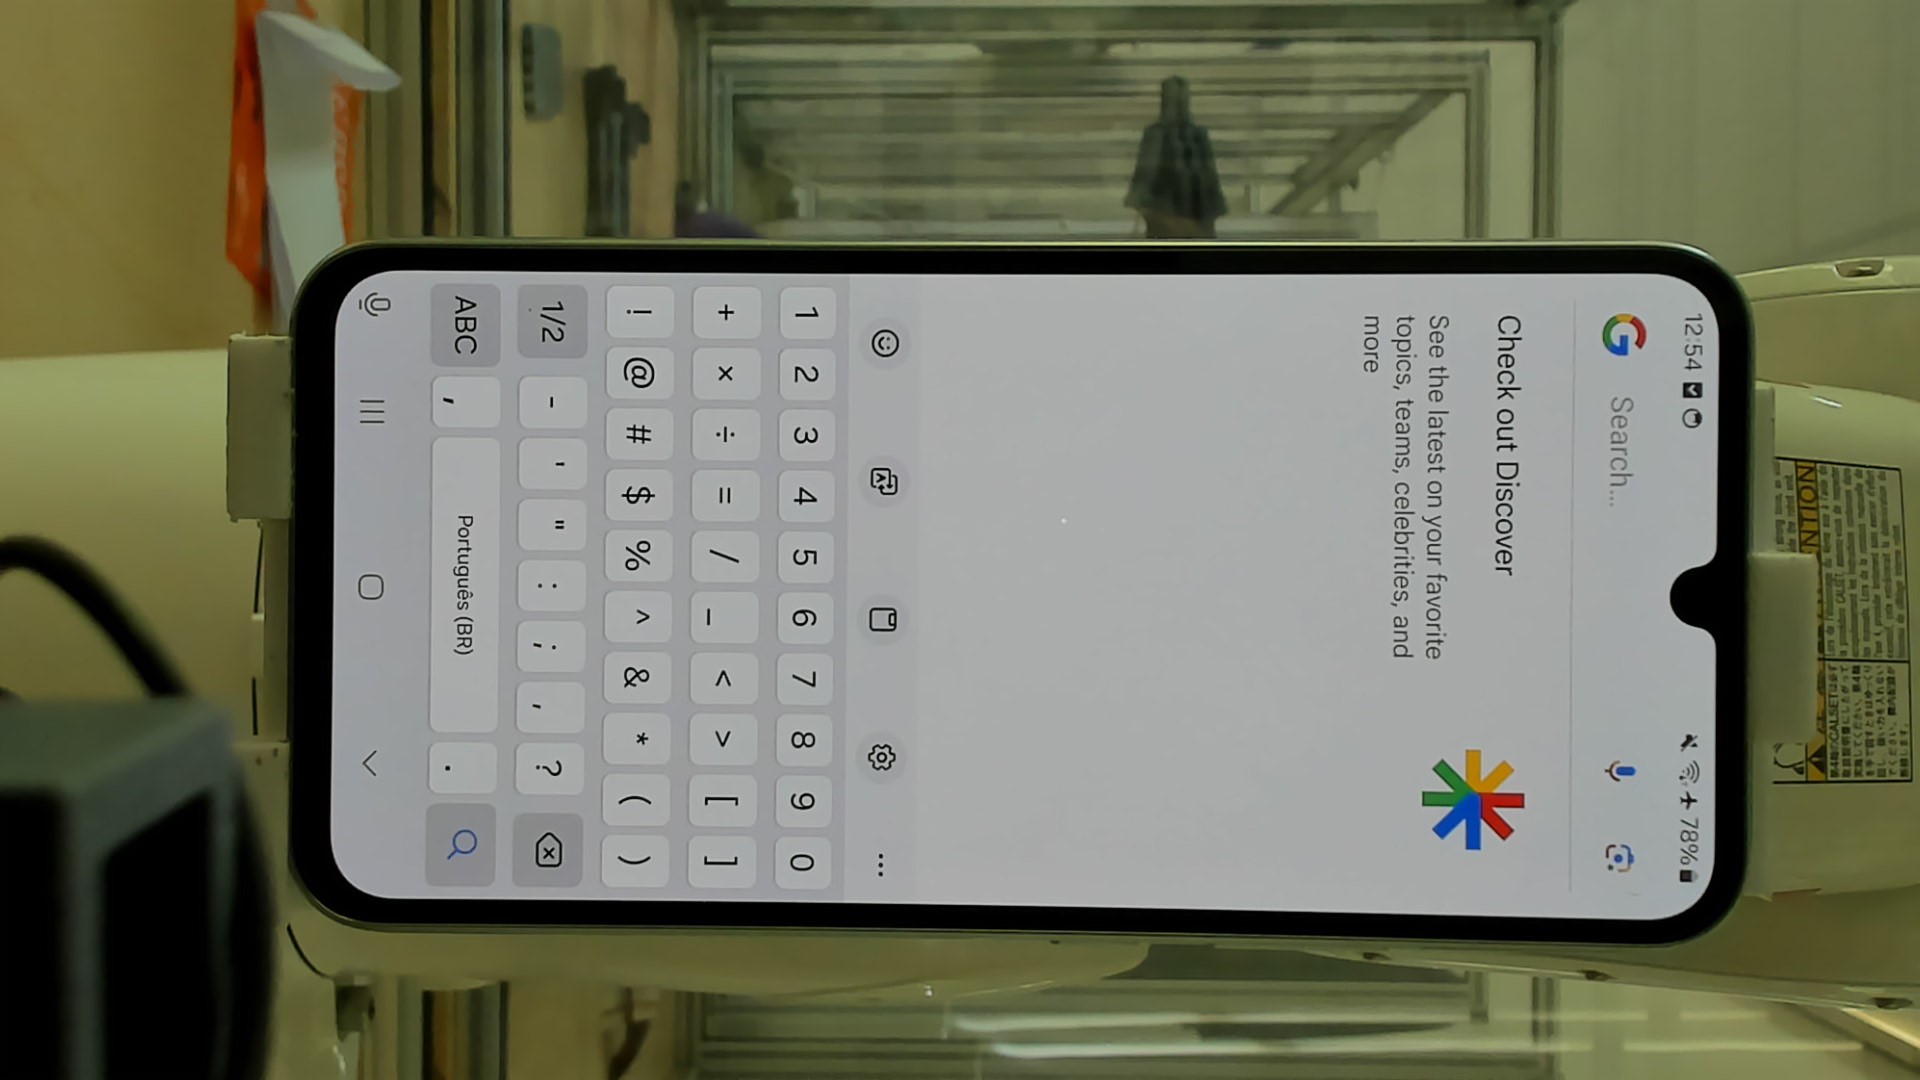 12:54
78%
Search...
Check out Discover
See the latest on your favorite
topics, teams, celebrities, and
more
1 2 3 4 5 6 7 8 9 0
+ × ÷ = / _ < > [ ]
! @ # $ % ^ & * ( )
1/2 - ' " : ; , ?
ABC , Português (BR) .